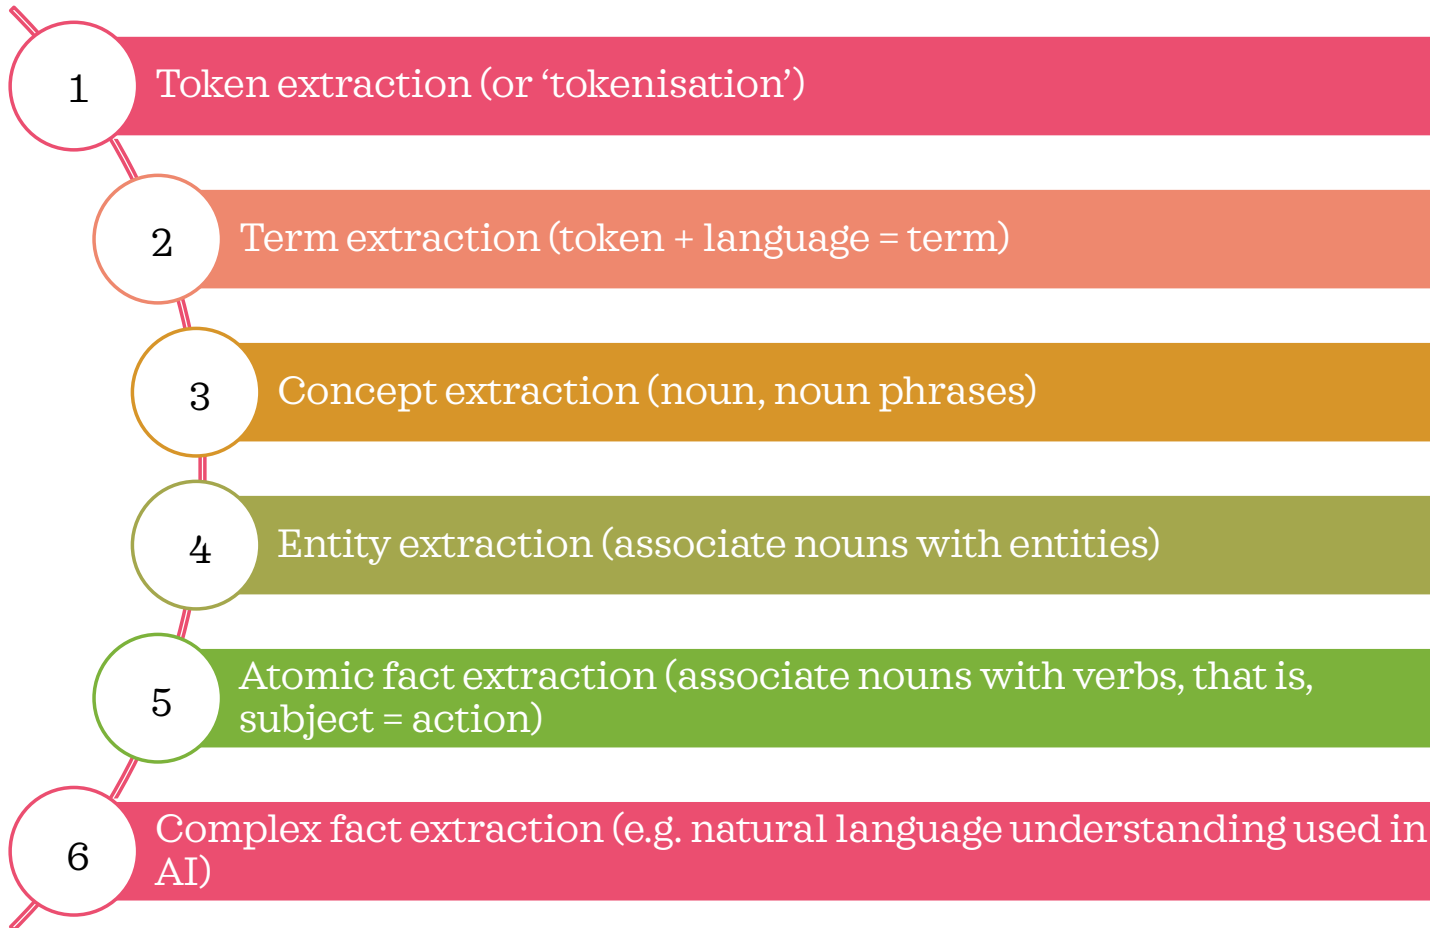 1
Token extraction (or ‘tokenisation’)
2
Term extraction (token + language = term)
3
Concept extraction (noun, noun phrases)
4
Entity extraction (associate nouns with entities)
5
Atomic fact extraction (associate nouns with verbs, that is,
subject = action)
6
Complex fact extraction (e.g. natural language understanding used in
AI)